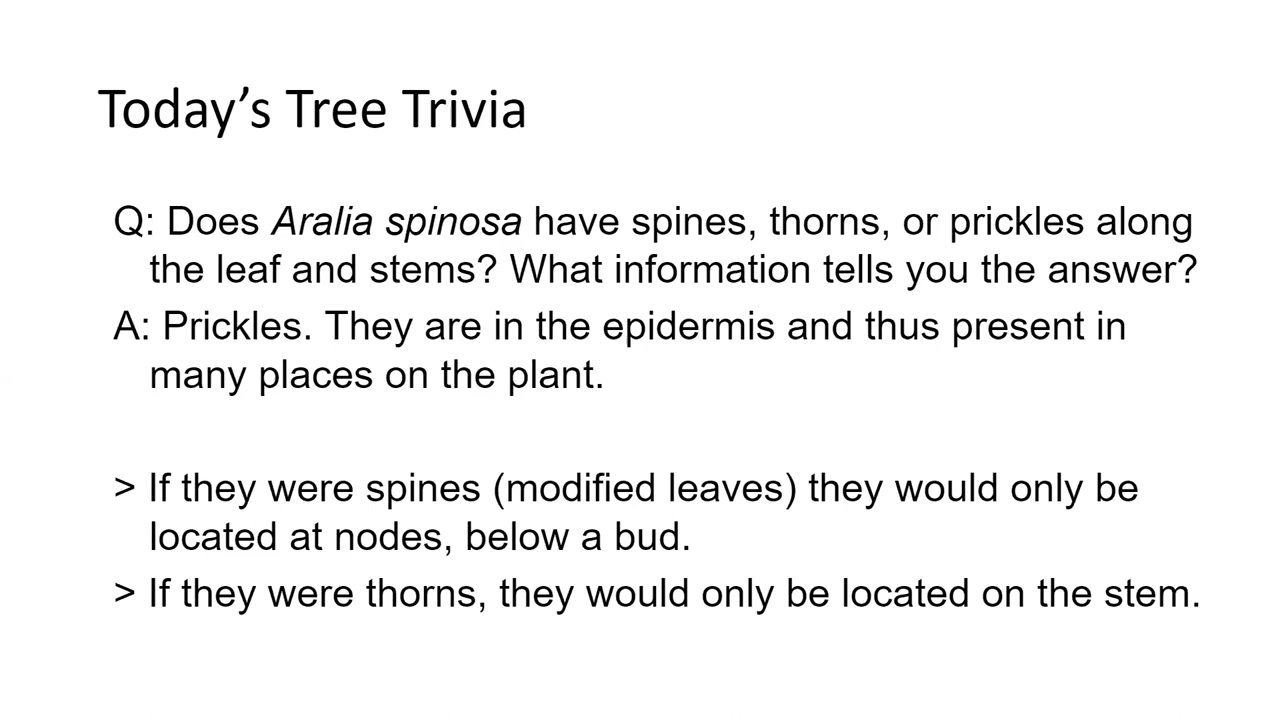 Today’s Tree Trivia
Q: Does Aralia spinosa have spines, thorns, or prickles along
the leaf and stems? What information tells you the answer?
A: Prickles. They are in the epidermis and thus present in
many places on the plant.
> If they were spines (modified leaves) they would only be
located at nodes, below a bud.
> If they were thorns, they would only be located on the stem.